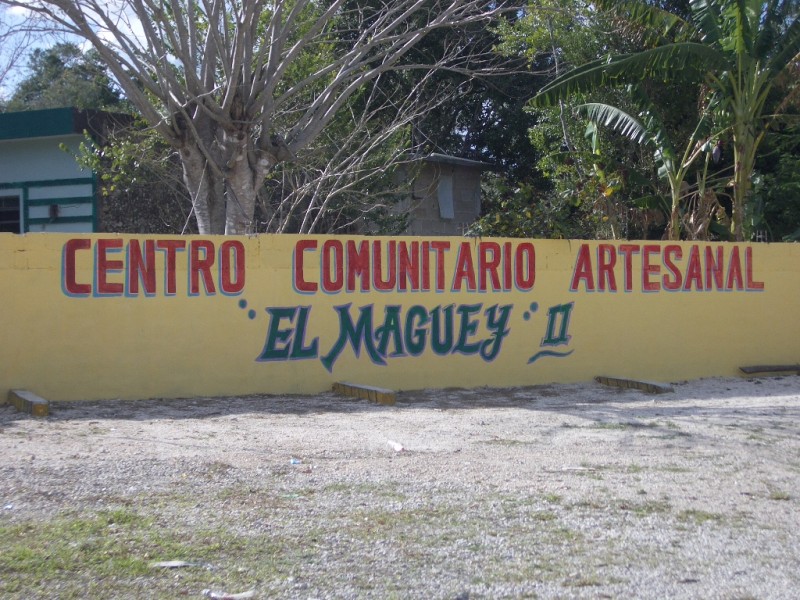 CENTRO COMUNITARIO ARTESANAL
"EL MAGUEY" II